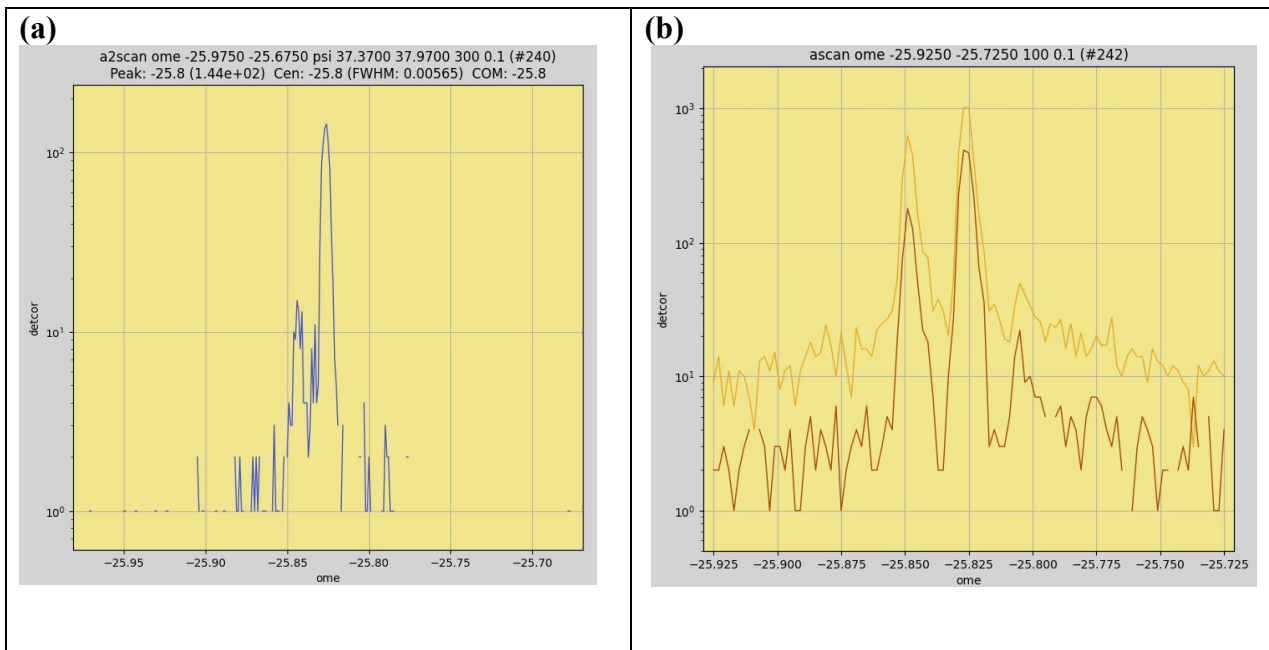 (a)
a2scan ome -25.9750 -25.6750 psi 37.3700 37.9700 300 0.1 (#240)
Peak: -25.8 (1.44e+02)  Cen: -25.8 (FWHM: 0.00565)  COM: -25.8
10²
10¹
10⁰
detcor
−25.95 −25.90 −25.85 −25.80 −25.75 −25.70
ome
(b)
ascan ome -25.9250 -25.7250 100 0.1 (#242)
10³
10²
10¹
10⁰
detcor
−25.925 −25.900 −25.875 −25.850 −25.825 −25.800 −25.775 −25.750 −25.725
ome